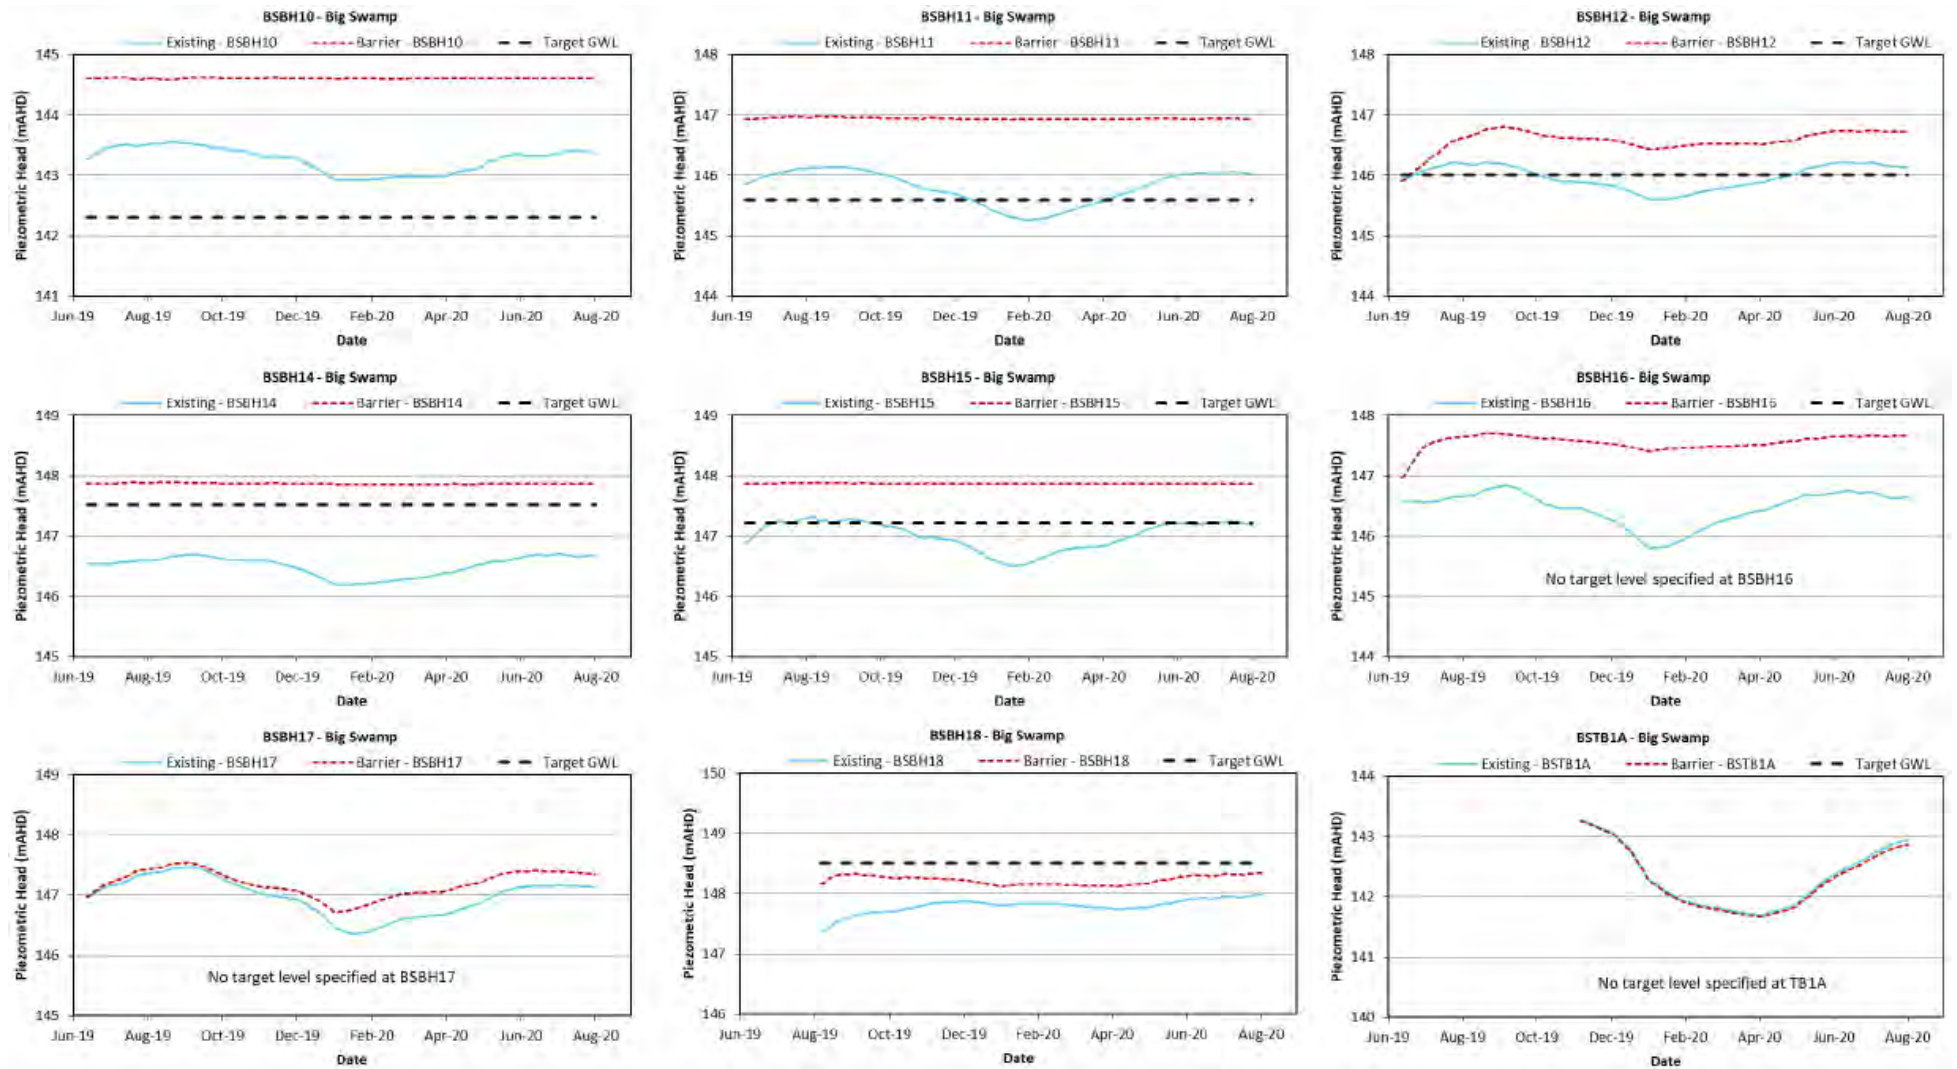 BSBH10 - Big Swamp
Existing - BSBH10 Barrier - BSBH10 Target GWL
Piezometric Head (mAHD)
145
144
143
142
141
Jun-19 Aug-19 Oct-19 Dec-19 Feb-20 Apr-20 Jun-20 Aug-20
Date
BSBH11 - Big Swamp
Existing - BSBH11 Barrier - BSBH11 Target GWL
Piezometric Head (mAHD)
148
147
146
145
144
Jun-19 Aug-19 Oct-19 Dec-19 Feb-20 Apr-20 Jun-20 Aug-20
Date
BSBH12 - Big Swamp
Existing - BSBH12 Barrier - BSBH12 Target GWL
Piezometric Head (mAHD)
148
147
146
145
144
Jun-19 Aug-19 Oct-19 Dec-19 Feb-20 Apr-20 Jun-20 Aug-20
Date
BSBH14 - Big Swamp
Existing - BSBH14 Barrier - BSBH14 Target GWL
Piezometric Head (mAHD)
149
148
147
146
145
Jun-19 Aug-19 Oct-19 Dec-19 Feb-20 Apr-20 Jun-20 Aug-20
Date
BSBH15 - Big Swamp
Existing - BSBH15 Barrier - BSBH15 Target GWL
Piezometric Head (mAHD)
149
148
147
146
145
Jun-19 Aug-19 Oct-19 Dec-19 Feb-20 Apr-20 Jun-20 Aug-20
Date
BSBH16 - Big Swamp
Existing - BSBH16 Barrier - BSBH16 Target GWL
Piezometric Head (mAHD)
148
147
146
No target level specified at BSBH16
145
144
Jun-19 Aug-19 Oct-19 Dec-19 Feb-20 Apr-20 Jun-20 Aug-20
Date
BSBH17 - Big Swamp
Existing - BSBH17 Barrier - BSBH17 Target GWL
Piezometric Head (mAHD)
149
148
147
146
No target level specified at BSBH17
145
Jun-19 Aug-19 Oct-19 Dec-19 Feb-20 Apr-20 Jun-20 Aug-20
Date
BSBH18 - Big Swamp
Existing - BSBH18 Barrier - BSBH18 Target GWL
Piezometric Head (mAHD)
150
149
148
147
146
Jun-19 Aug-19 Oct-19 Dec-19 Feb-20 Apr-20 Jun-20 Aug-20
Date
BSTB1A - Big Swamp
Existing - BSTB1A Barrier - BSTB1A Target GWL
Piezometric Head (mAHD)
144
143
142
141
No target level specified at TB1A
140
Jun-19 Aug-19 Oct-19 Dec-19 Feb-20 Apr-20 Jun-20 Aug-20
Date